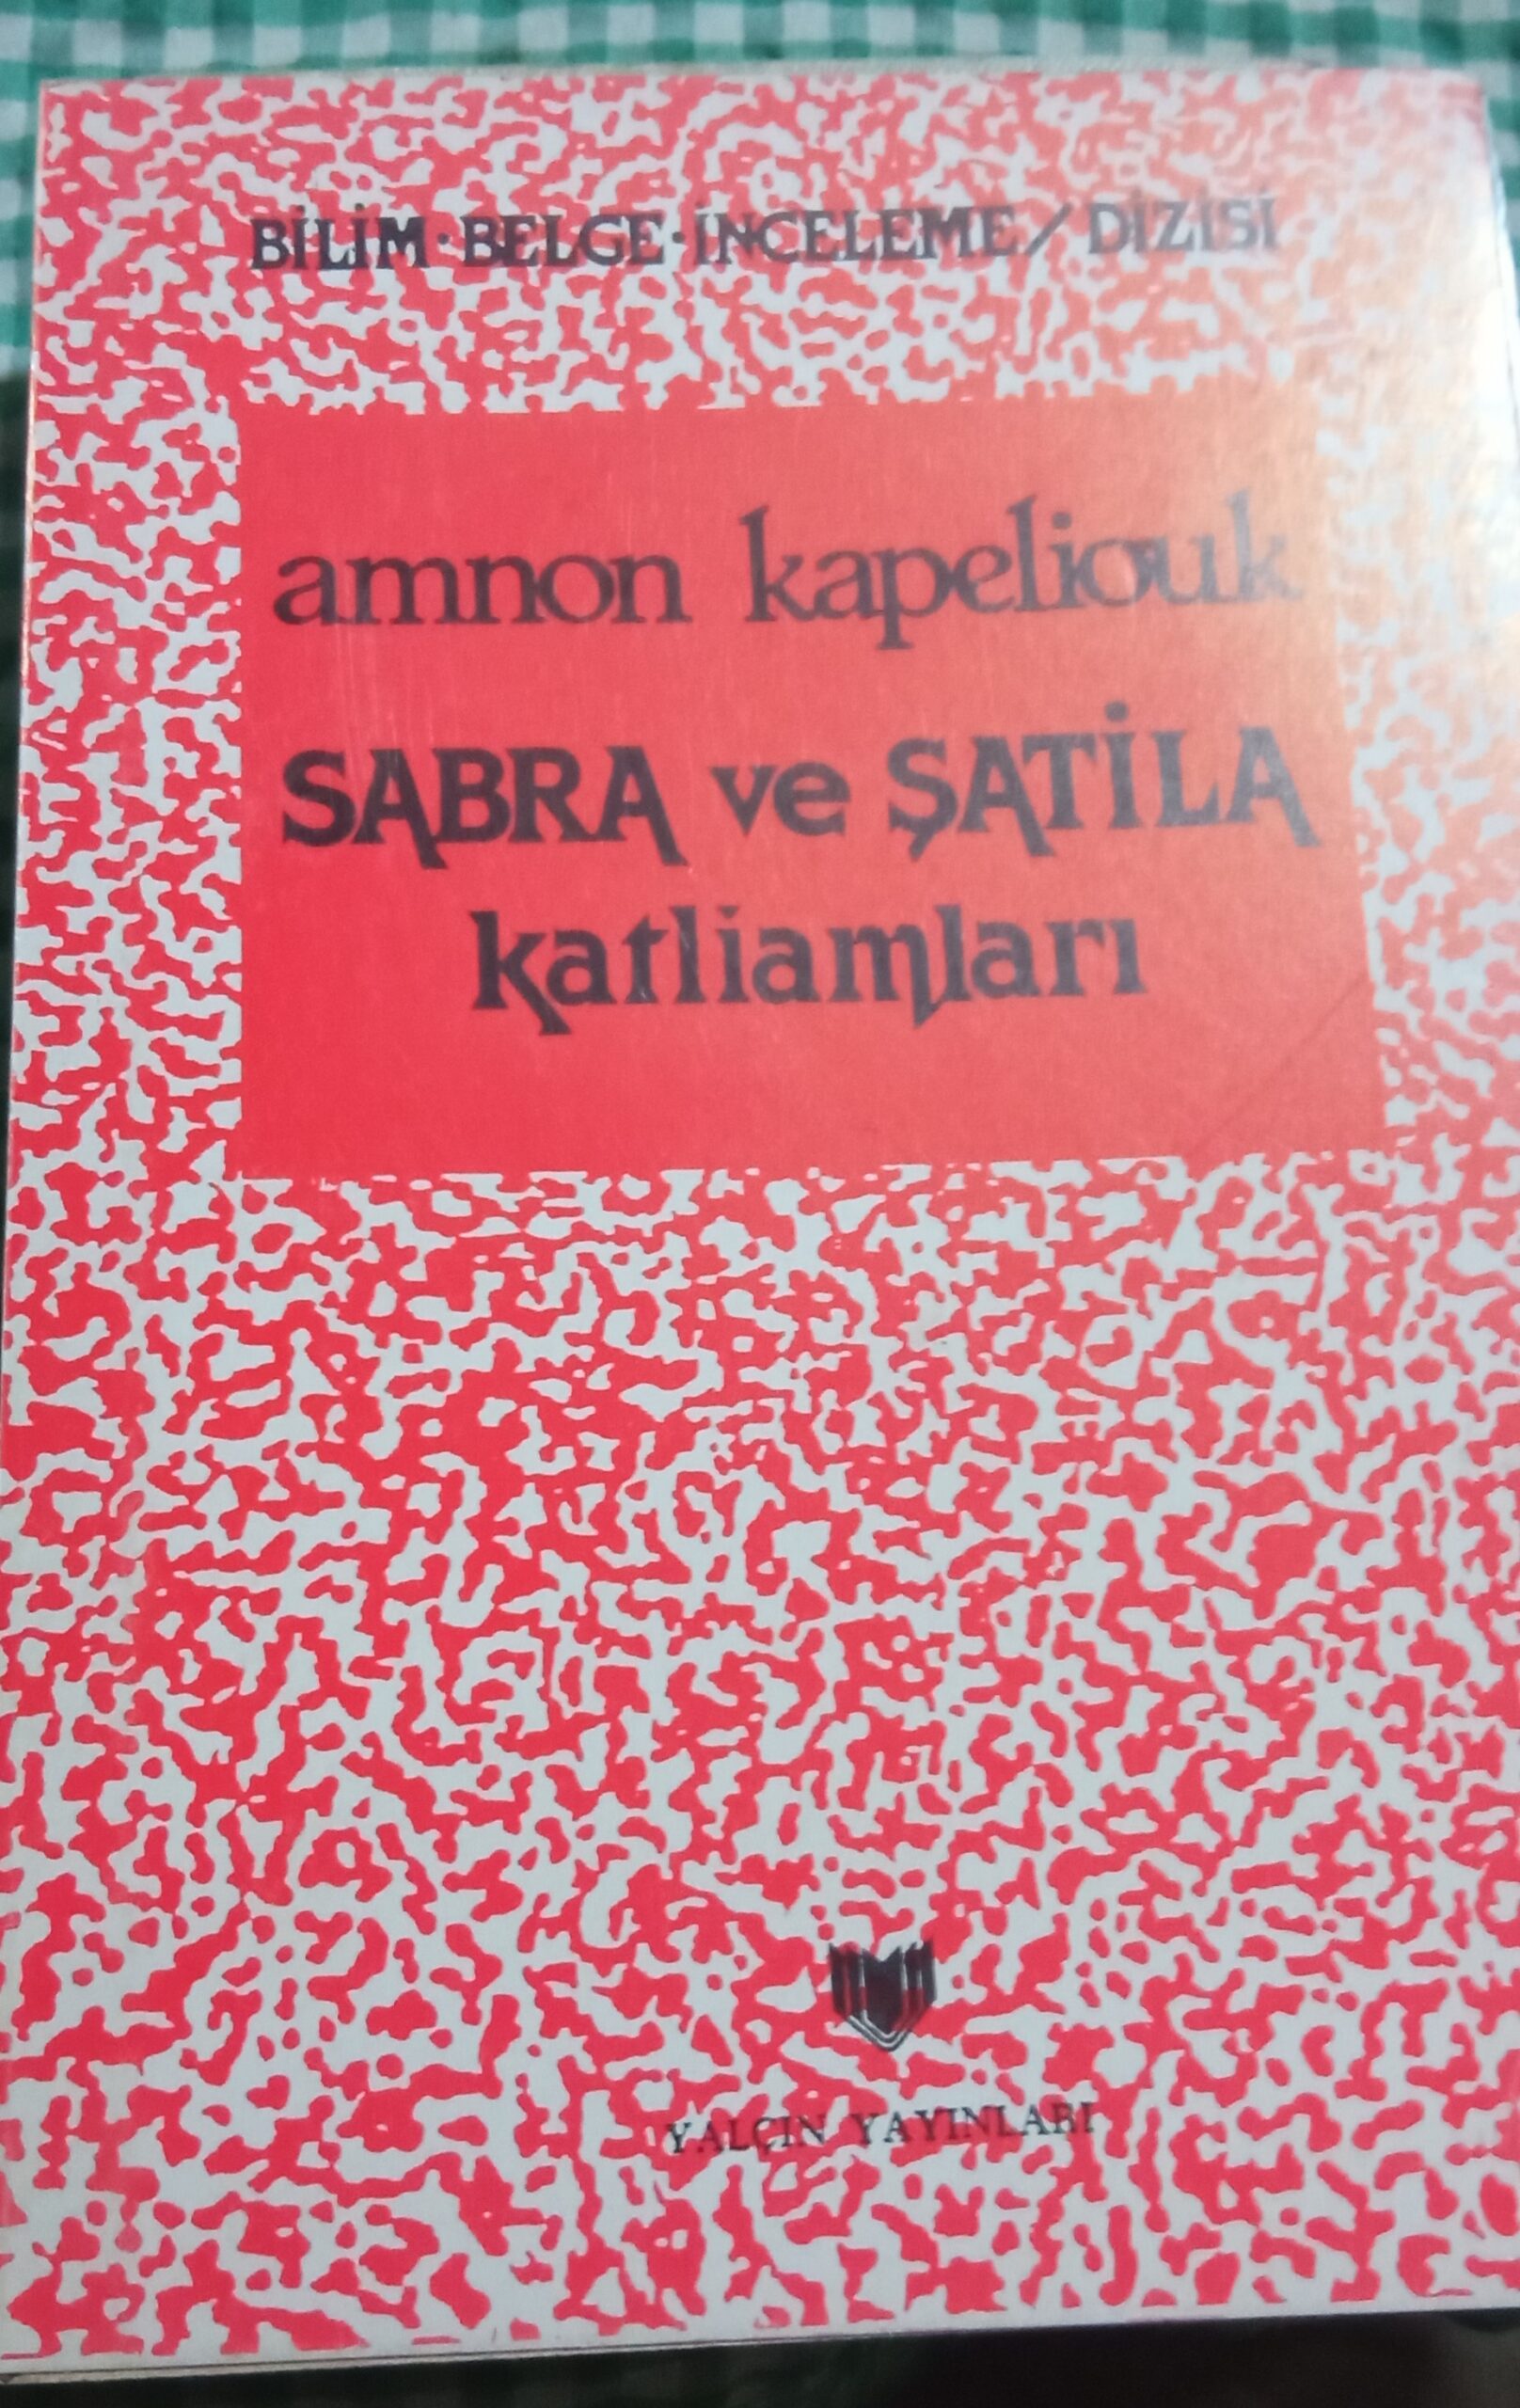 BİLİM·BELGE·İNCELEME/DİZİSİ
amnon kapeliouk
SABRA ve ŞATİLA
katliamları
YALÇIN YAYINLARI